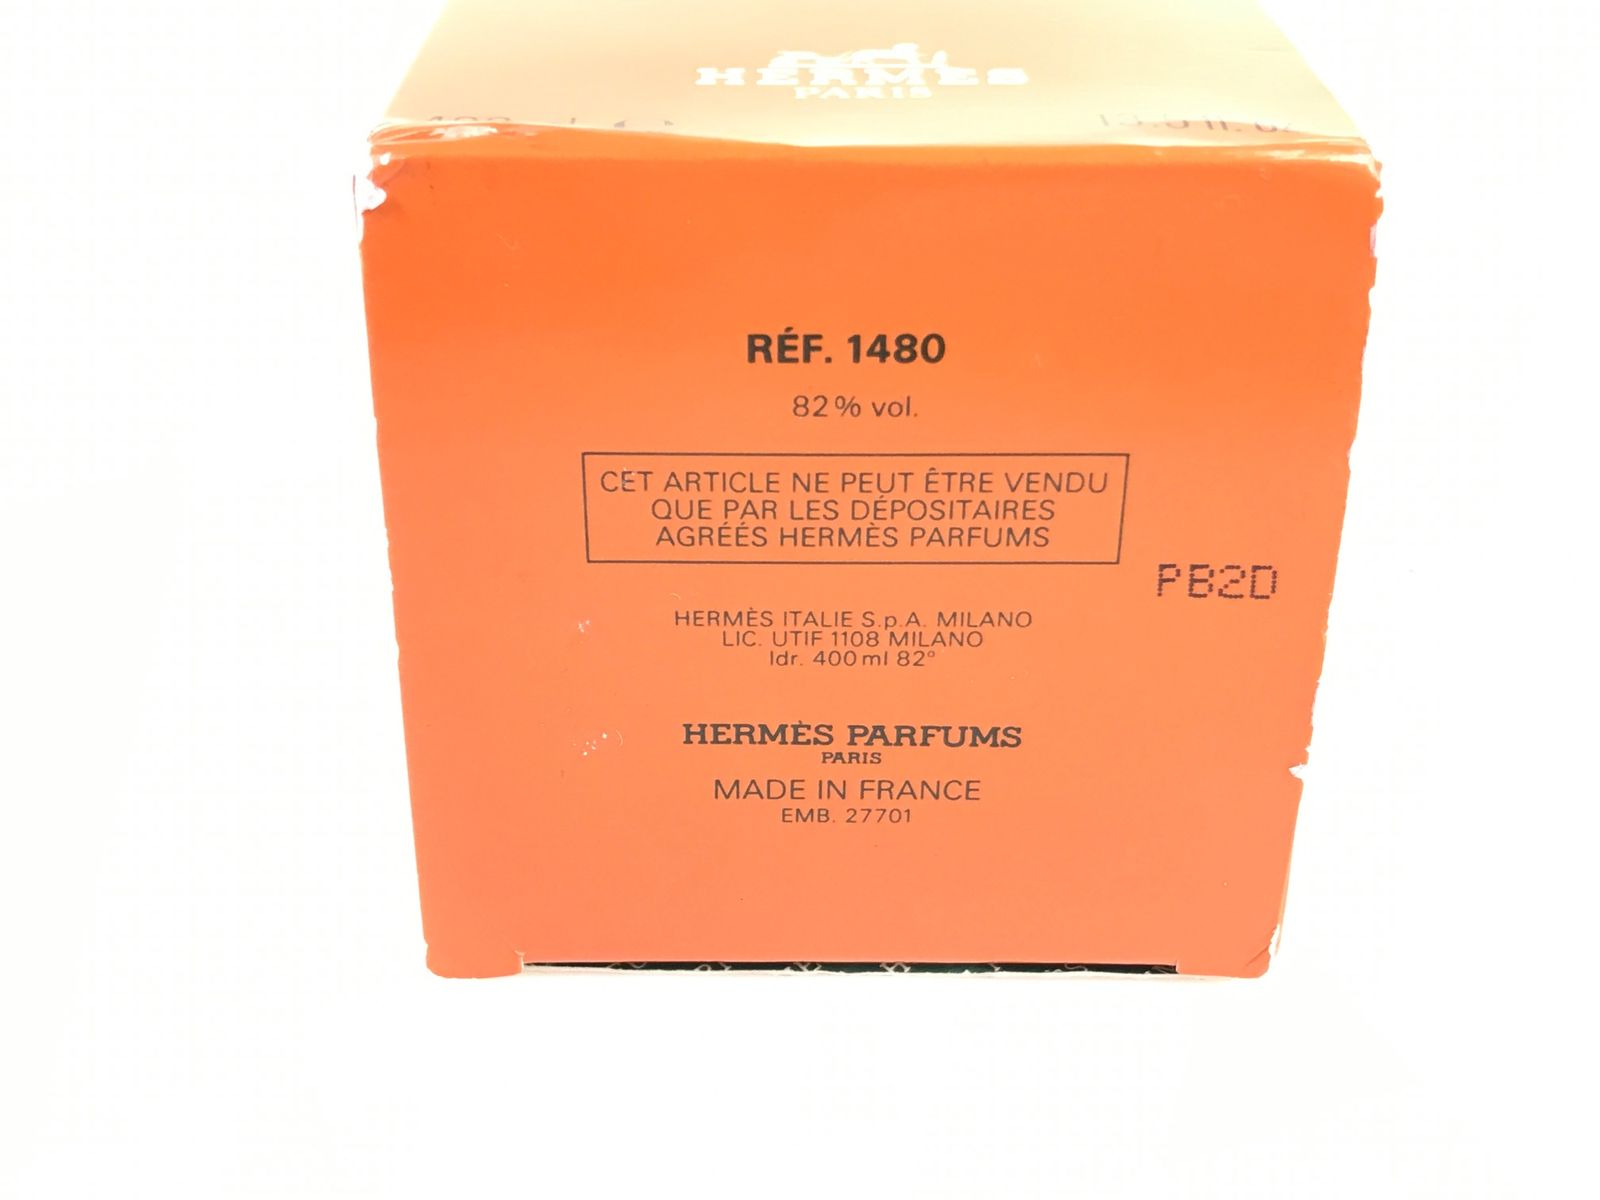 HERMÈS
PARIS
RÉF. 1480
82% vol.
CET ARTICLE NE PEUT ÊTRE VENDU
QUE PAR LES DÉPOSITAIRES
AGRÉÉS HERMÈS PARFUMS
PB2D
HERMÈS ITALIE S.p.A. MILANO
LIC. UTIF 1108 MILANO
Idr. 400 ml 82°
HERMÈS PARFUMS
PARIS
MADE IN FRANCE
EMB. 27701